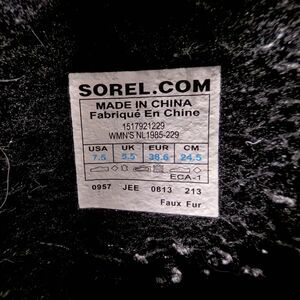 SOREL.COM
MADE IN CHINA
Fabriqué En Chine
1517921229
WMN'S NL1985-229
USA UK EUR CM
7.5 5.5 38.6 24.5
ECA-1
0957 JEE 0813 213
Faux Fur